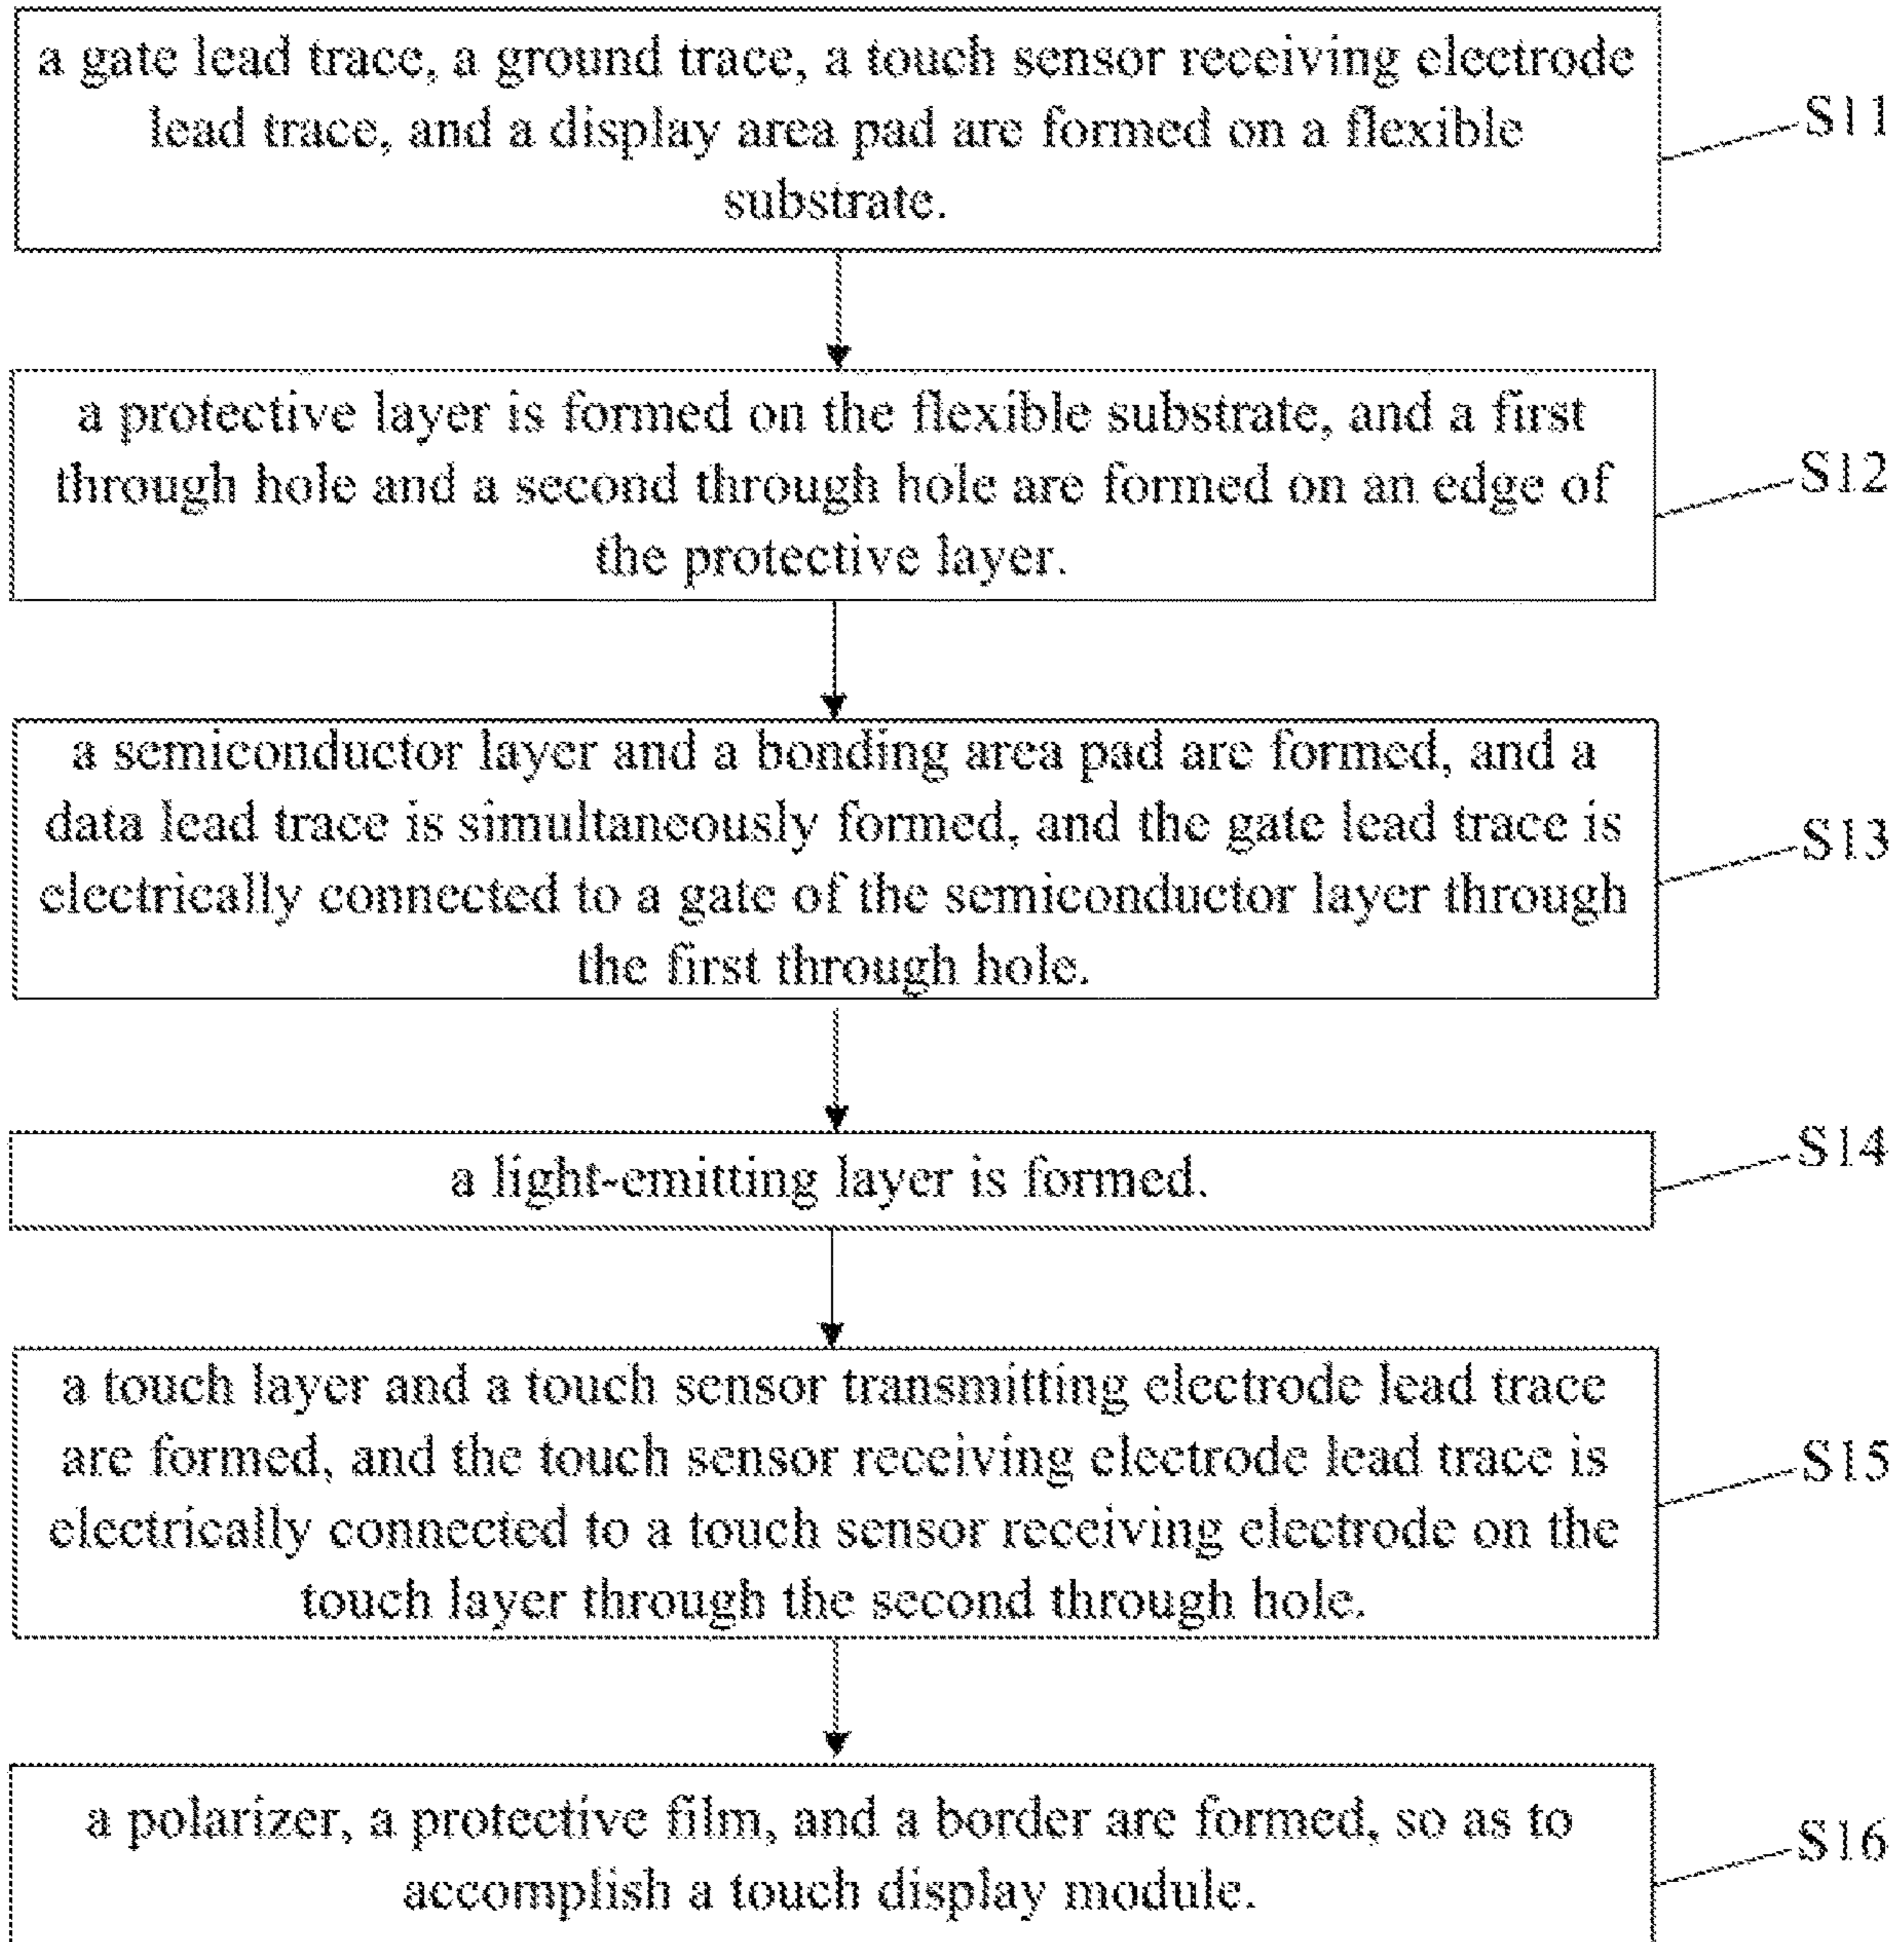 a gate lead trace, a ground trace, a touch sensor receiving electrode
lead trace, and a display area pad are formed on a flexible
substrate.
S11
a protective layer is formed on the flexible substrate, and a first
through hole and a second through hole are formed on an edge of
the protective layer.
S12
a semiconductor layer and a bonding area pad are formed, and a
data lead trace is simultaneously formed, and the gate lead trace is
electrically connected to a gate of the semiconductor layer through
the first through hole.
S13
a light-emitting layer is formed.
S14
a touch layer and a touch sensor transmitting electrode lead trace
are formed, and the touch sensor receiving electrode lead trace is
electrically connected to a touch sensor receiving electrode on the
touch layer through the second through hole.
S15
a polarizer, a protective film, and a border are formed, so as to
accomplish a touch display module.
S16